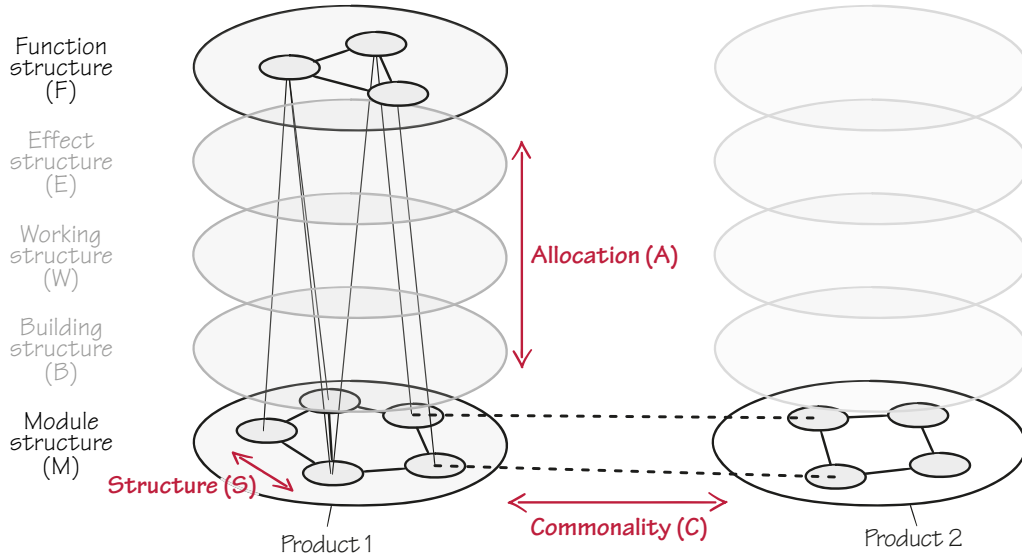 Function
structure
(F)
Effect
structure
(E)
Working
structure
(W)
Building
structure
(B)
Module
structure
(M)
Allocation (A)
Structure (S)
Commonality (C)
Product 1
Product 2